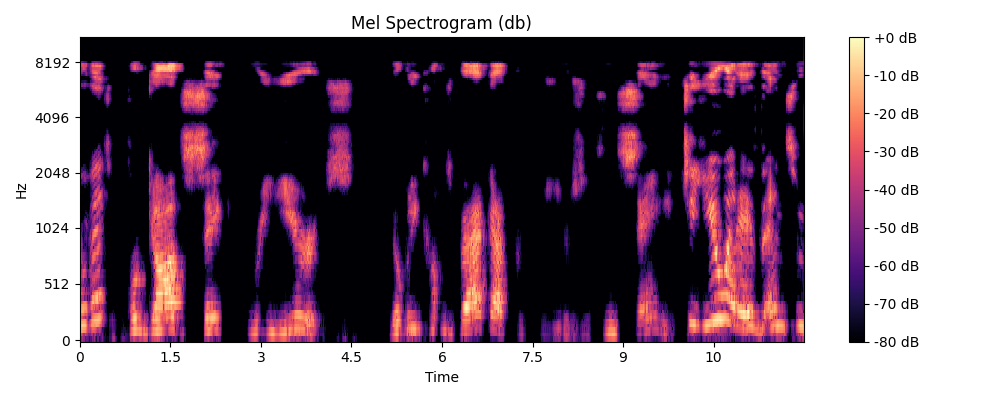 Mel Spectrogram (db)
8192
4096
2048
1024
512
0
Hz
0 1.5 3 4.5 6 7.5 9 10
Time
+0 dB
-10 dB
-20 dB
-30 dB
-40 dB
-50 dB
-60 dB
-70 dB
-80 dB